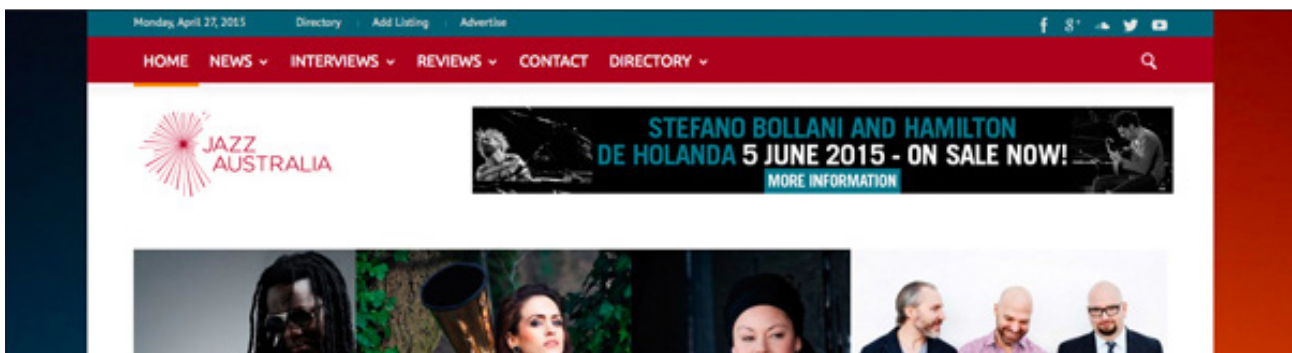 Monday, April 27, 2015 Directory Add Listing Advertise
HOME NEWS INTERVIEWS REVIEWS CONTACT DIRECTORY
JAZZ
AUSTRALIA
STEFANO BOLLANI AND HAMILTON
DE HOLANDA 5 JUNE 2015 - ON SALE NOW!
MORE INFORMATION